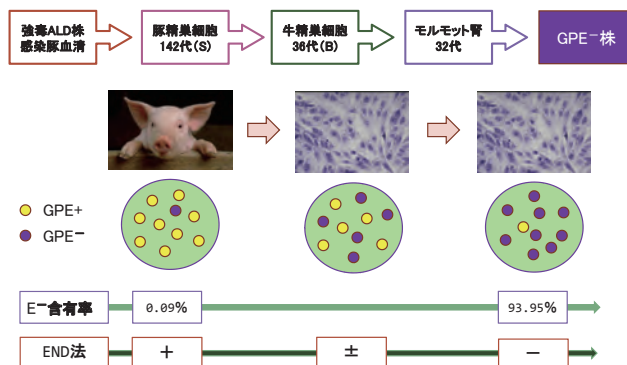 強毒ALD株
感染豚血清
豚精巣細胞
142代(S)
牛精巣細胞
36代(B)
モルモット腎
32代
GPE⁻株
GPE+
GPE⁻
E⁻含有率
0.09%
93.95%
END法
+
±
−